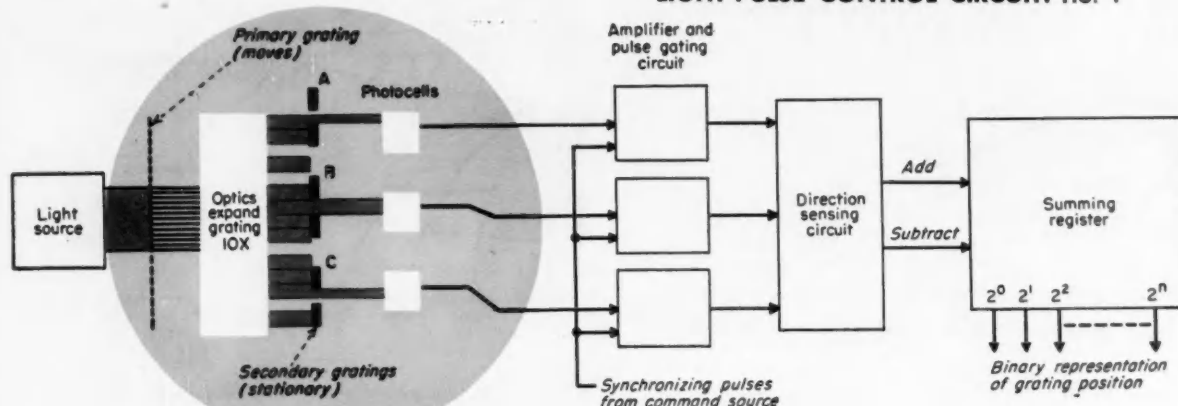 LIGHT PULSE CONTROL CIRCUIT no. 1
Primary grating
(moves)
A
Photocells
B
C
Light
source
Optics
expand
grating
10X
Secondary gratings
(stationary)
Amplifier and
pulse gating
circuit
Synchronizing pulses
from command source
Direction
sensing
circuit
Add
Subtract
Summing
register
2⁰ 2¹ 2² 2ⁿ
Binary representation
of grating position